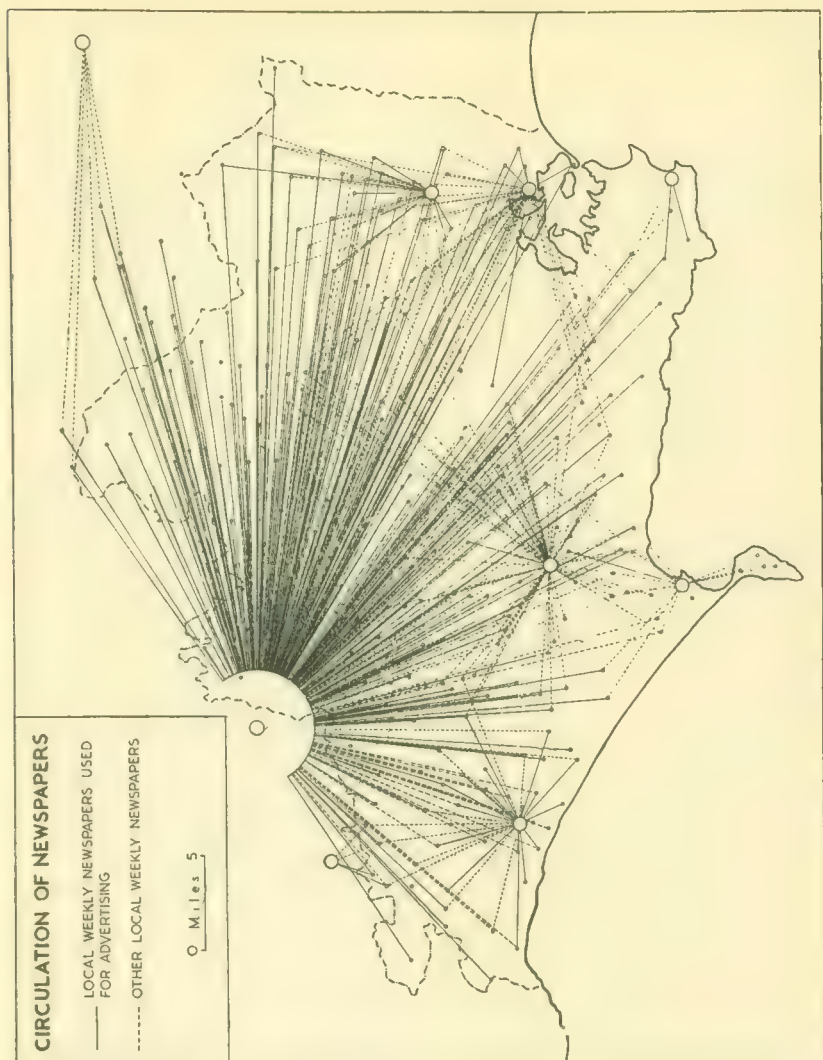 CIRCULATION OF NEWSPAPERS
LOCAL WEEKLY NEWSPAPERS USED
FOR ADVERTISING
OTHER LOCAL WEEKLY NEWSPAPERS
0 Miles 5